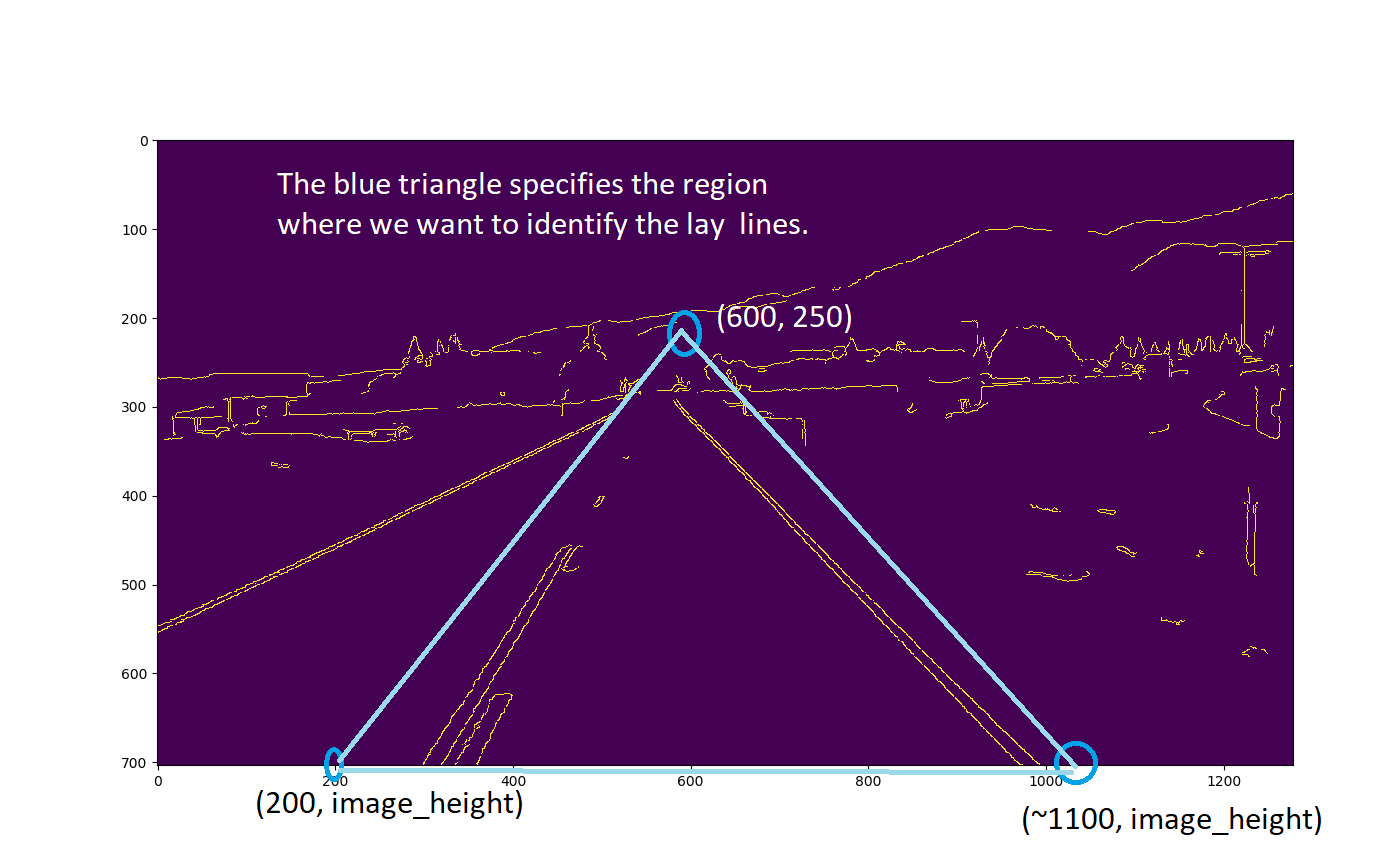 0
The blue triangle specifies the region
where we want to identify the lay  lines.
100
200
(600, 250)
300
400
500
600
700
0 200 400 600 800 1000 1200
(200, image_height)
(~1100, image_height)